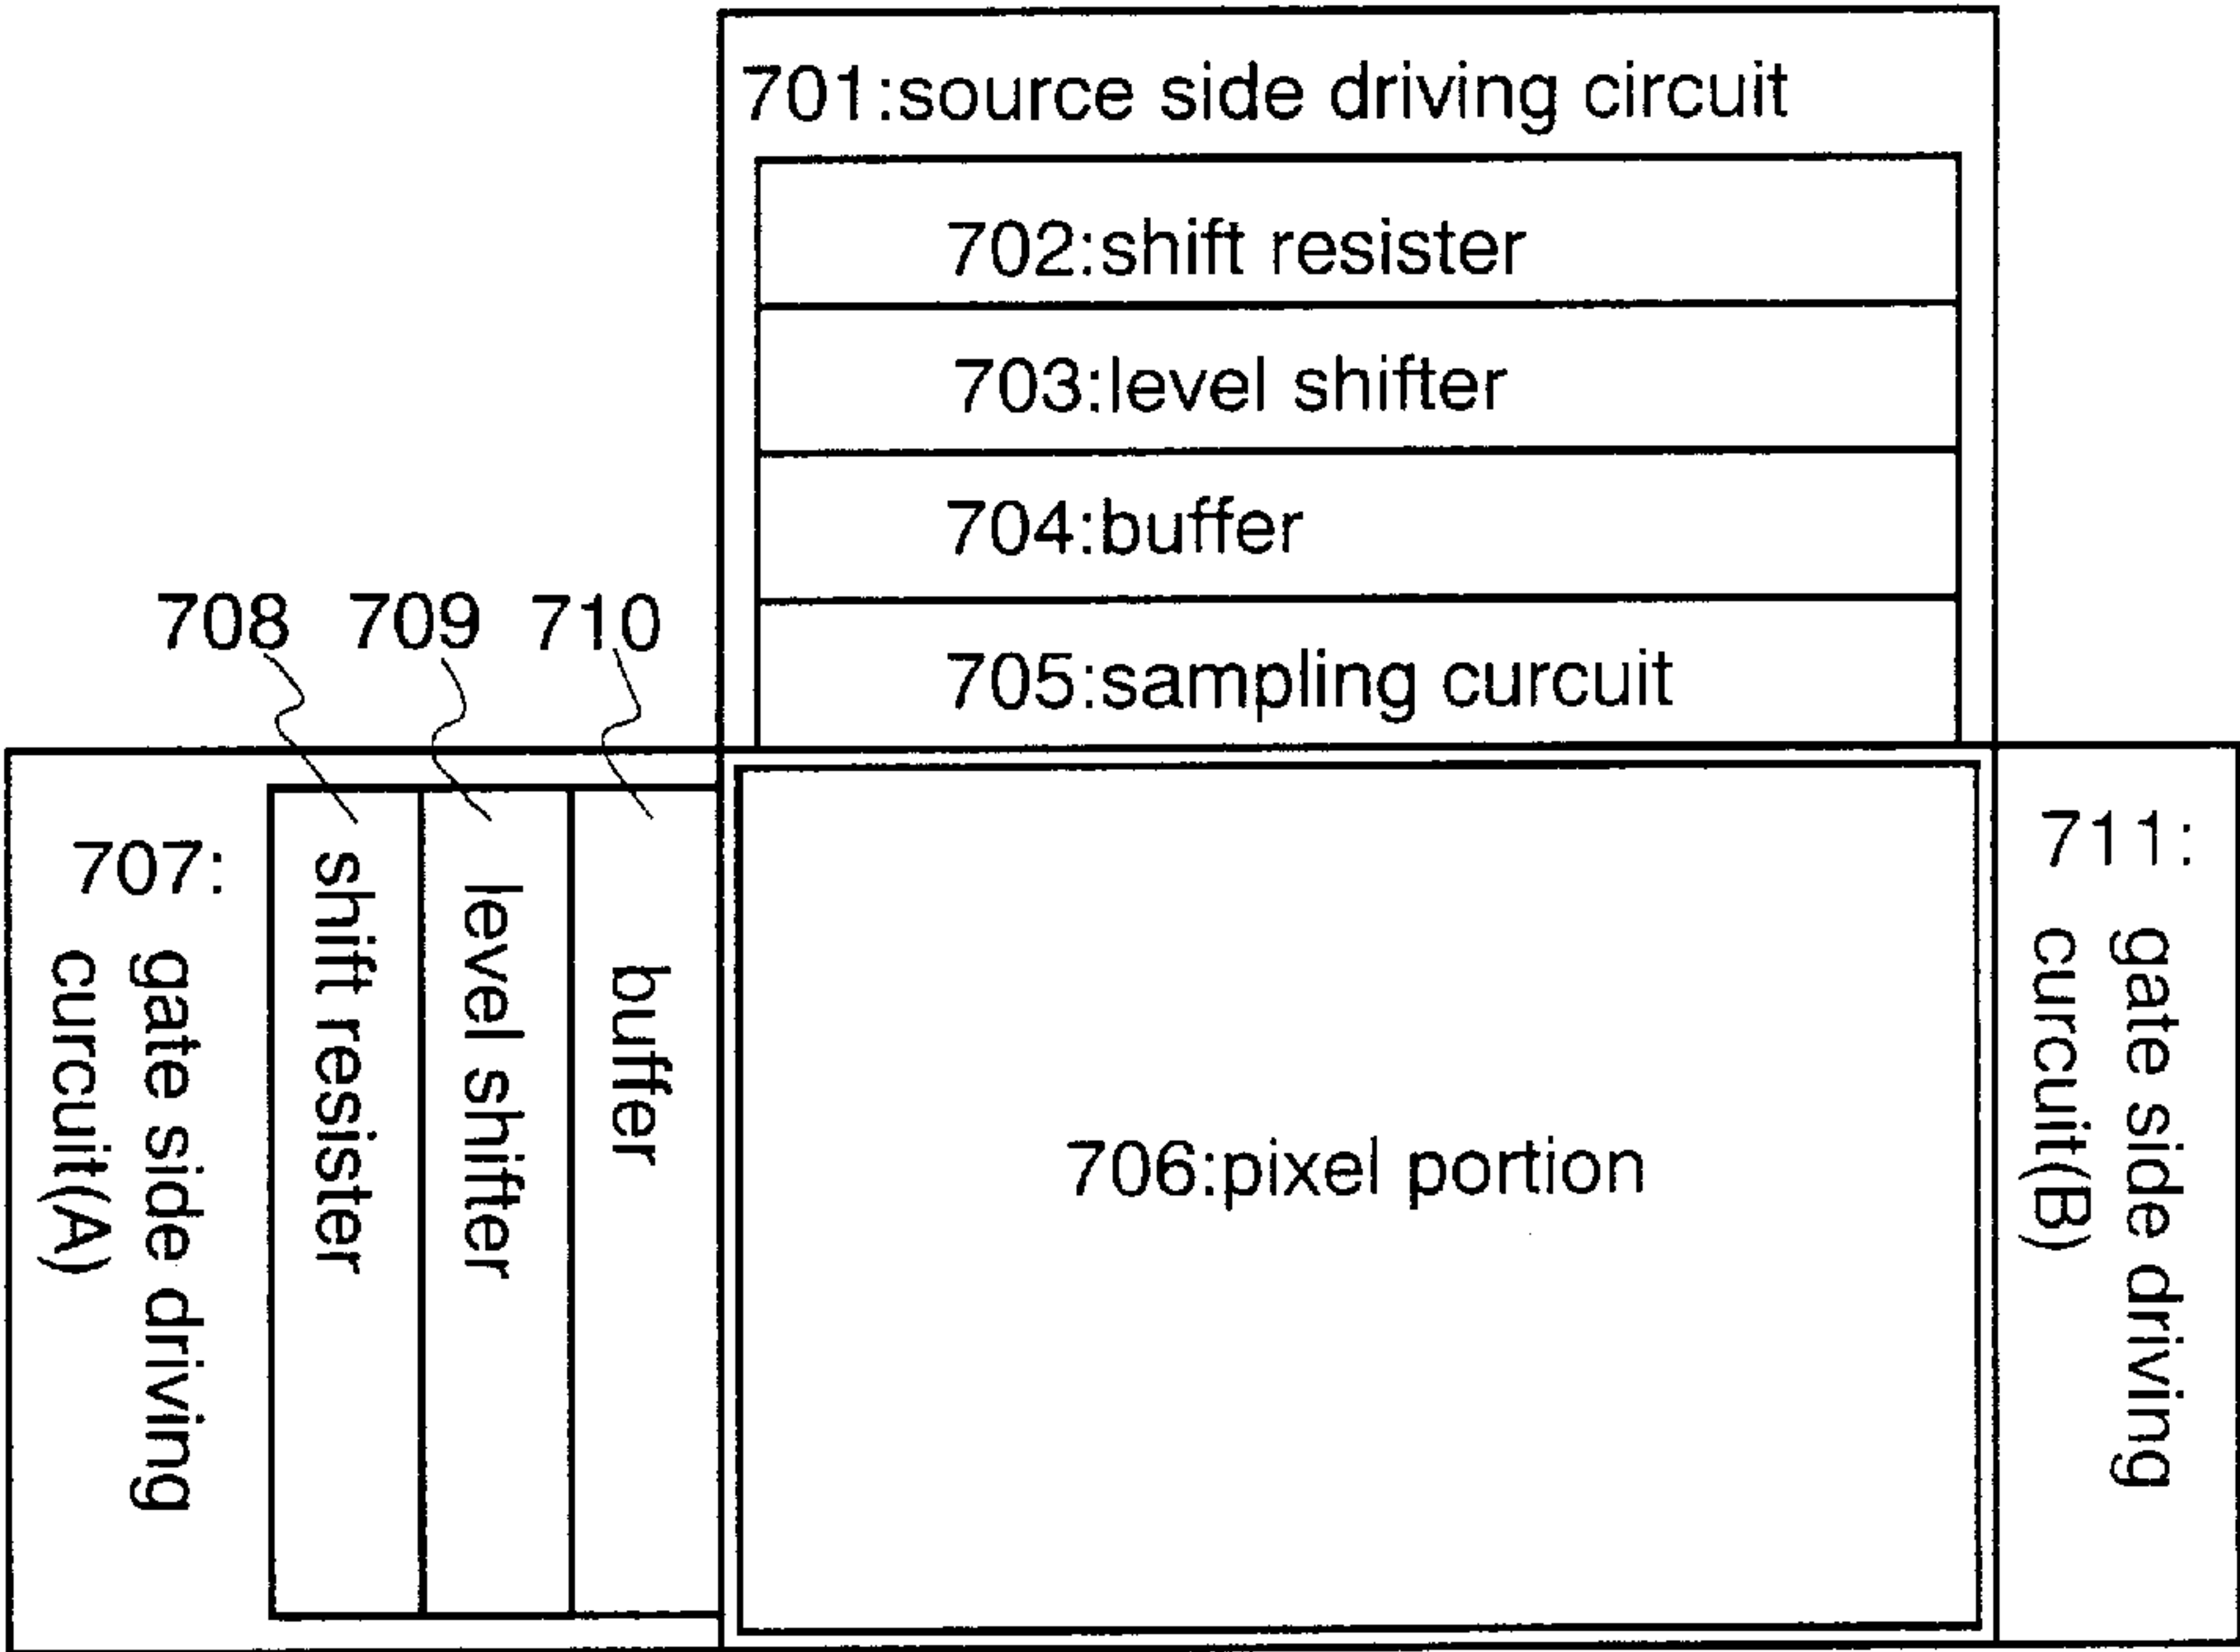 701:source side driving circuit
702:shift resister
703:level shifter
704:buffer
705:sampling curcuit
708 709 710
707:
gate side driving
curcuit(A)
shift resister
level shifter
buffer
706:pixel portion
711:
gate side driving
curcuit(B)